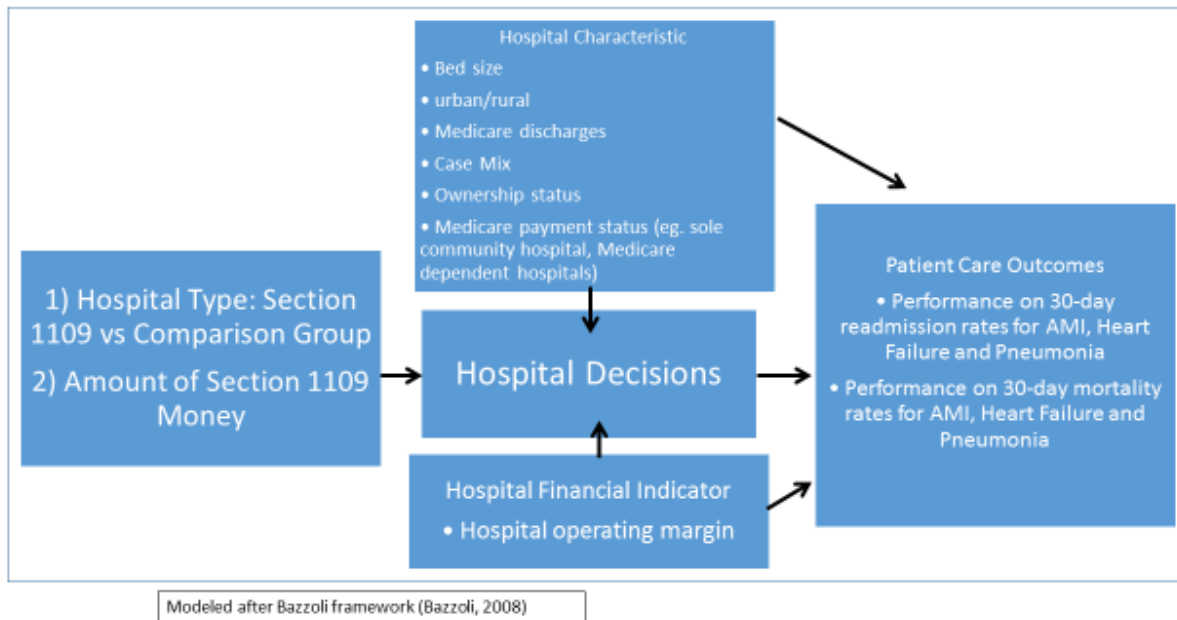 Hospital Characteristic
• Bed size
• urban/rural
• Medicare discharges
• Case Mix
• Ownership status
• Medicare payment status (eg. sole
community hospital, Medicare
dependent hospitals)
1) Hospital Type: Section
1109 vs Comparison Group
2) Amount of Section 1109
Money
Hospital Decisions
Hospital Financial Indicator
• Hospital operating margin
Patient Care Outcomes
• Performance on 30-day
readmission rates for AMI, Heart
Failure and Pneumonia
• Performance on 30-day mortality
rates for AMI, Heart Failure and
Pneumonia
Modeled after Bazzoli framework (Bazzoli, 2008)